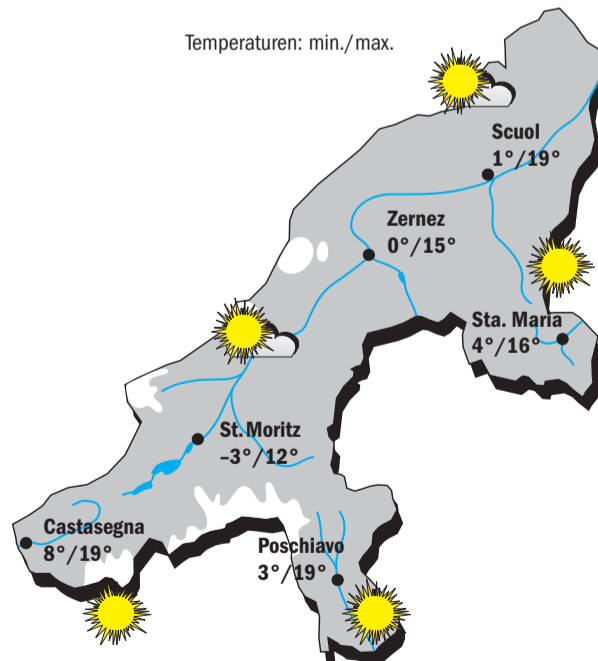 Temperaturen: min./max.
Scuol
1°/19°
Zernez
0°/15°
Sta. Maria
4°/16°
St. Moritz
–3°/12°
Castasegna
8°/19°
Poschiavo
3°/19°